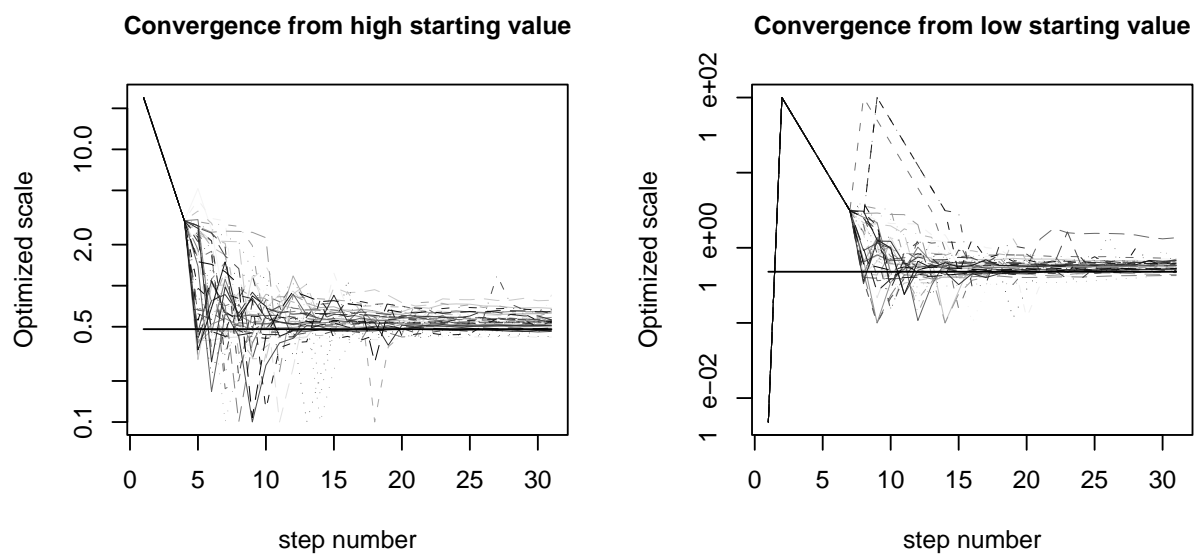 Convergence from high starting value
Optimized scale
10.0
2.0
0.5
0.1
0 5 10 15 20 25 30
step number
Convergence from low starting value
Optimized scale
1 e+02
1 e+00
1 e−02
0 5 10 15 20 25 30
step number